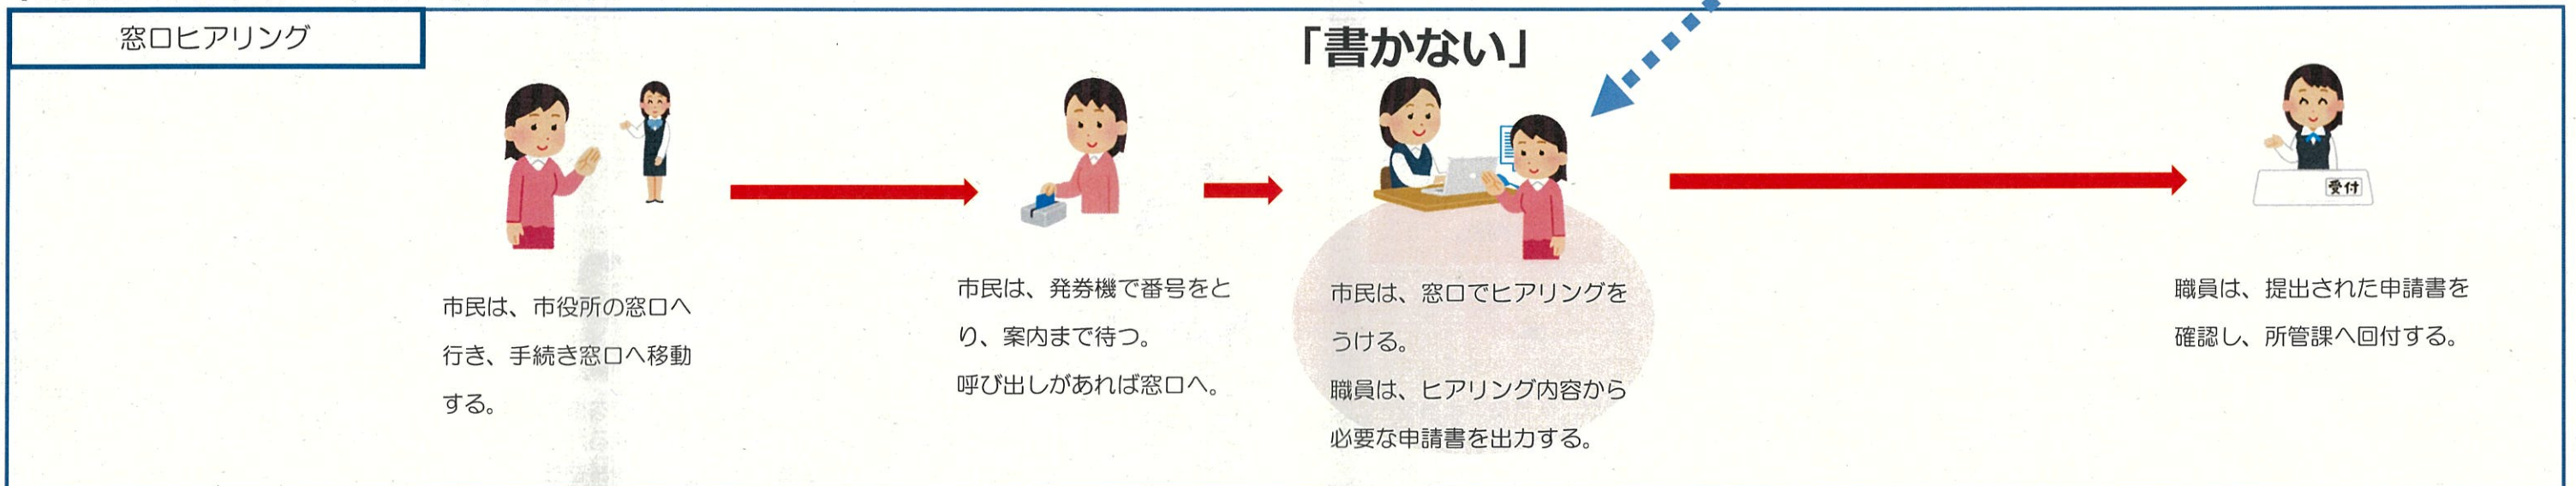 窓口ヒアリング
「書かない」
市民は、市役所の窓口へ
行き、手続き窓口へ移動
する。
市民は、発券機で番号をと
り、案内まで待つ。
呼び出しがあれば窓口へ。
市民は、窓口でヒアリングを
うける。
職員は、ヒアリング内容から
必要な申請書を出力する。
受付
職員は、提出された申請書を
確認し、所管課へ回付する。